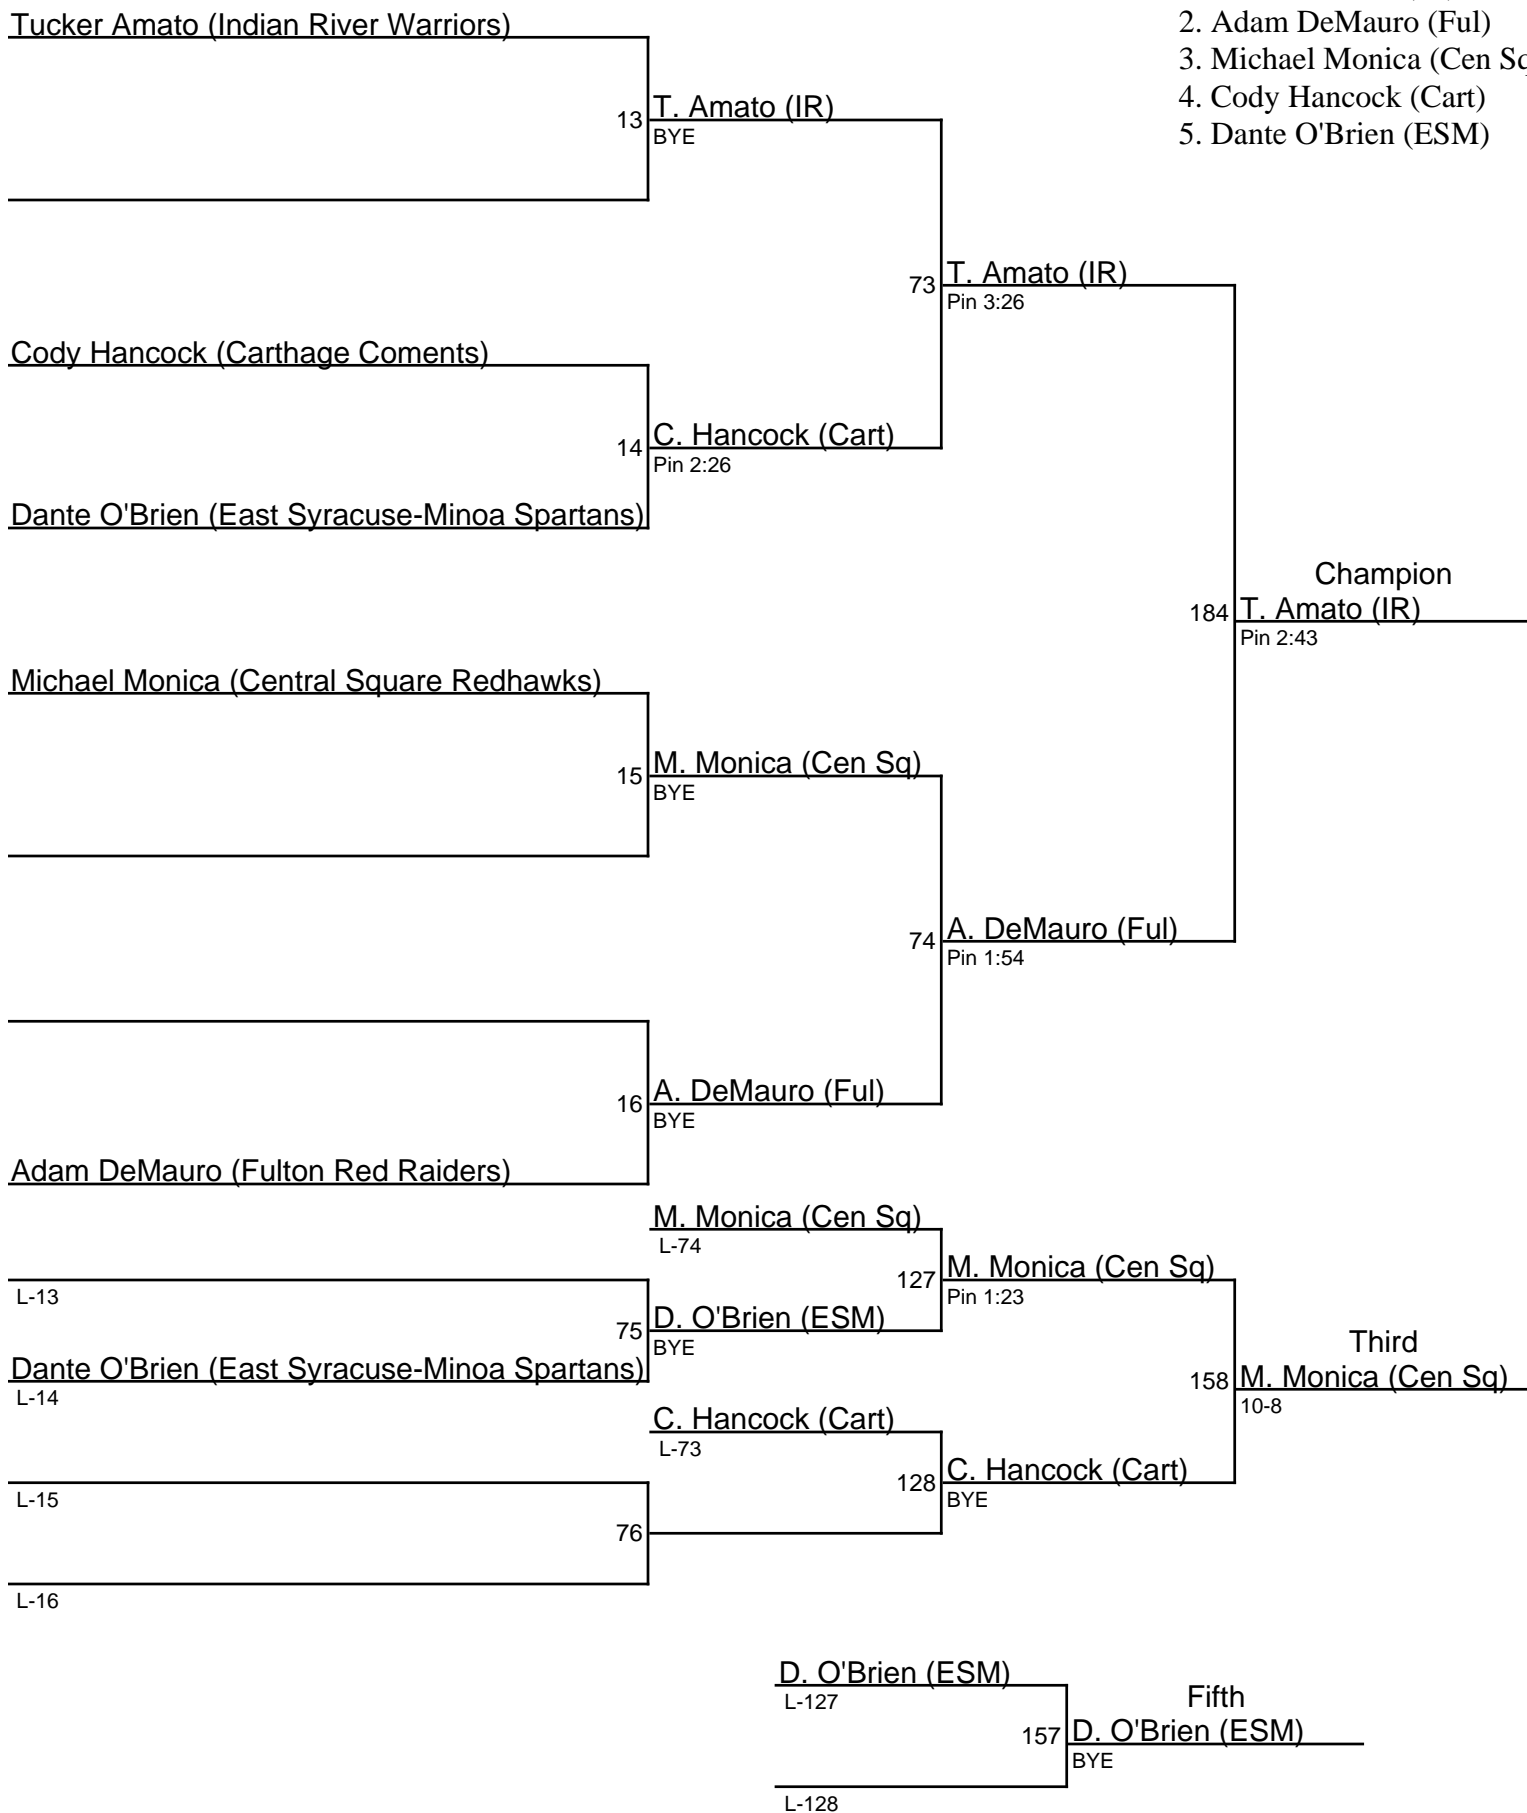 Tucker Amato (Indian River Warriors)
2. Adam DeMauro (Ful)
3. Michael Monica (Cen Sq
4. Cody Hancock (Cart)
5. Dante O'Brien (ESM)
13 T. Amato (IR)
BYE
73 T. Amato (IR)
Pin 3:26
Cody Hancock (Carthage Coments)
14 C. Hancock (Cart)
Pin 2:26
Dante O'Brien (East Syracuse-Minoa Spartans)
Champion
184 T. Amato (IR)
Pin 2:43
Michael Monica (Central Square Redhawks)
15 M. Monica (Cen Sq)
BYE
74 A. DeMauro (Ful)
Pin 1:54
16 A. DeMauro (Ful)
BYE
Adam DeMauro (Fulton Red Raiders)
M. Monica (Cen Sq)
L-74
127 M. Monica (Cen Sq)
Pin 1:23
L-13
75 D. O'Brien (ESM)
BYE
Dante O'Brien (East Syracuse-Minoa Spartans)
L-14
Third
158 M. Monica (Cen Sq)
10-8
C. Hancock (Cart)
L-73
128 C. Hancock (Cart)
BYE
L-15
76
L-16
D. O'Brien (ESM)
L-127
Fifth
157 D. O'Brien (ESM)
BYE
L-128